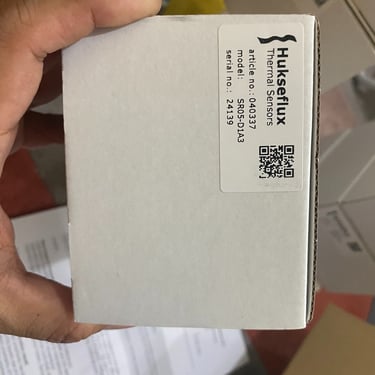 Hukseflux
Thermal Sensors
article no.: 040337
model: SR05-D1A3
serial no.: 24139